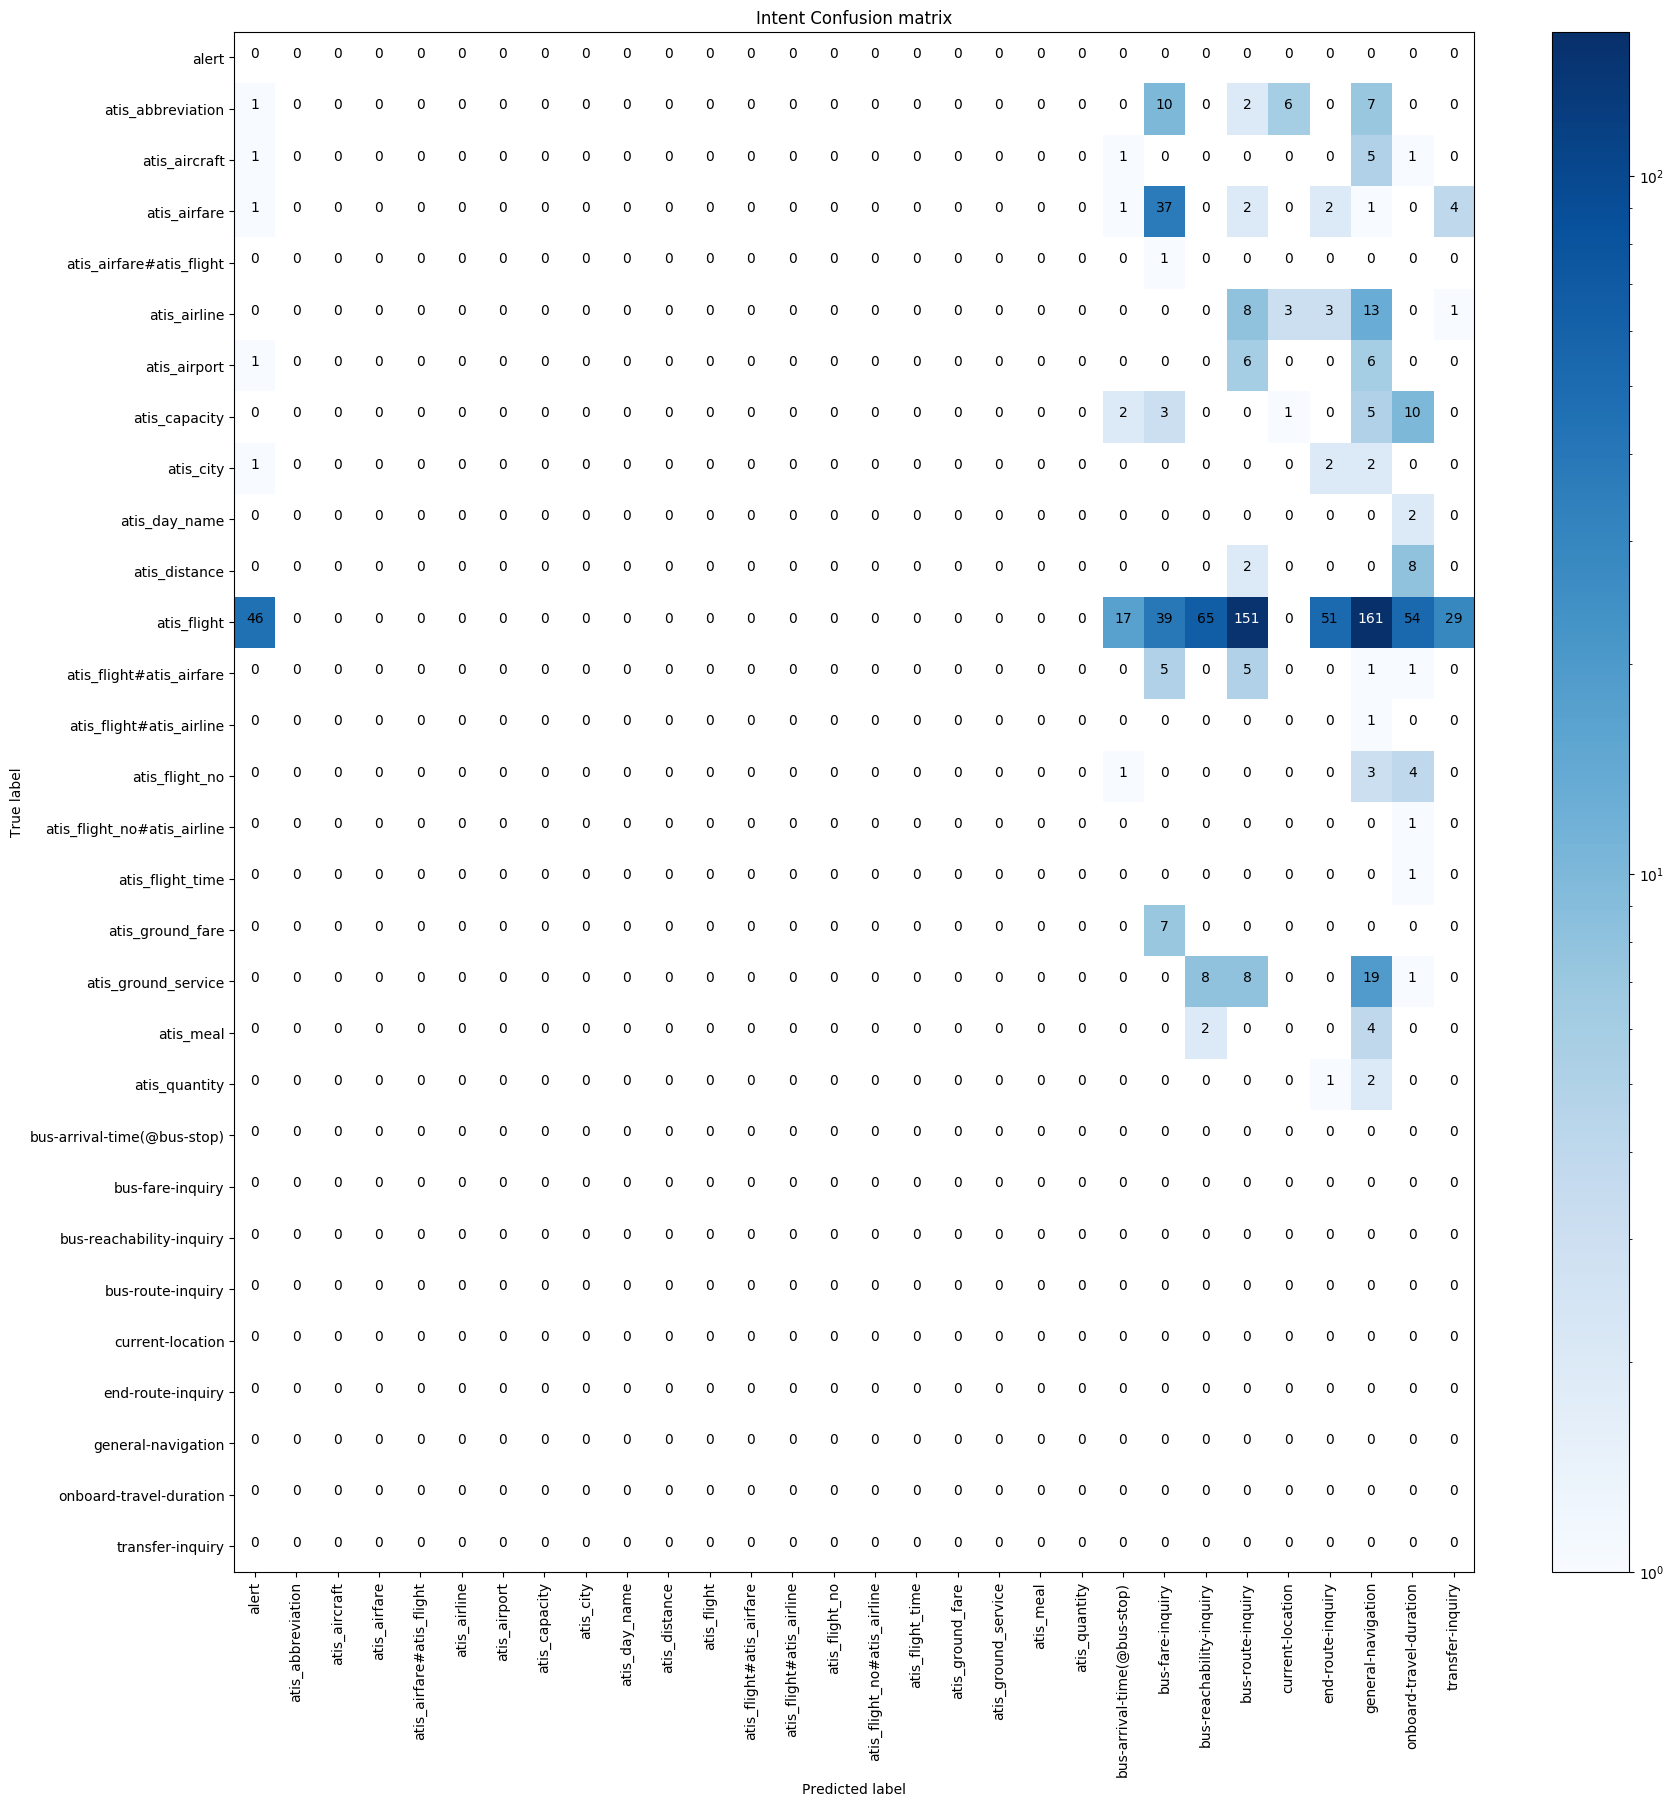 Intent Confusion matrix
alert 0 0 0 0 0 0 0 0 0 0 0 0 0 0 0 0 0 0 0 0 0 0 0 0 0 0 0 0 0 0
atis_abbreviation 1 0 0 0 0 0 0 0 0 0 0 0 0 0 0 0 0 0 0 0 0 0 10 0 2 6 0 7 0 0
atis_aircraft 1 0 0 0 0 0 0 0 0 0 0 0 0 0 0 0 0 0 0 0 0 1 0 0 0 0 0 5 1 0
atis_airfare 1 0 0 0 0 0 0 0 0 0 0 0 0 0 0 0 0 0 0 0 0 1 37 0 2 0 2 1 0 4
atis_airfare#atis_flight 0 0 0 0 0 0 0 0 0 0 0 0 0 0 0 0 0 0 0 0 0 0 1 0 0 0 0 0 0 0
atis_airline 0 0 0 0 0 0 0 0 0 0 0 0 0 0 0 0 0 0 0 0 0 0 0 0 8 3 3 13 0 1
atis_airport 1 0 0 0 0 0 0 0 0 0 0 0 0 0 0 0 0 0 0 0 0 0 0 0 6 0 0 6 0 0
atis_capacity 0 0 0 0 0 0 0 0 0 0 0 0 0 0 0 0 0 0 0 0 0 2 3 0 0 1 0 5 10 0
atis_city 1 0 0 0 0 0 0 0 0 0 0 0 0 0 0 0 0 0 0 0 0 0 0 0 0 0 2 2 0 0
atis_day_name 0 0 0 0 0 0 0 0 0 0 0 0 0 0 0 0 0 0 0 0 0 0 0 0 0 0 0 0 2 0
atis_distance 0 0 0 0 0 0 0 0 0 0 0 0 0 0 0 0 0 0 0 0 0 0 0 0 2 0 0 0 8 0
atis_flight 46 0 0 0 0 0 0 0 0 0 0 0 0 0 0 0 0 0 0 0 0 17 39 65 151 0 51 161 54 29
atis_flight#atis_airfare 0 0 0 0 0 0 0 0 0 0 0 0 0 0 0 0 0 0 0 0 0 0 5 0 5 0 0 1 1 0
atis_flight#atis_airline 0 0 0 0 0 0 0 0 0 0 0 0 0 0 0 0 0 0 0 0 0 0 0 0 0 0 0 1 0 0
atis_flight_no 0 0 0 0 0 0 0 0 0 0 0 0 0 0 0 0 0 0 0 0 0 1 0 0 0 0 0 3 4 0
atis_flight_no#atis_airline 0 0 0 0 0 0 0 0 0 0 0 0 0 0 0 0 0 0 0 0 0 0 0 0 0 0 0 0 1 0
atis_flight_time 0 0 0 0 0 0 0 0 0 0 0 0 0 0 0 0 0 0 0 0 0 0 0 0 0 0 0 0 1 0
atis_ground_fare 0 0 0 0 0 0 0 0 0 0 0 0 0 0 0 0 0 0 0 0 0 0 7 0 0 0 0 0 0 0
atis_ground_service 0 0 0 0 0 0 0 0 0 0 0 0 0 0 0 0 0 0 0 0 0 0 0 8 8 0 0 19 1 0
atis_meal 0 0 0 0 0 0 0 0 0 0 0 0 0 0 0 0 0 0 0 0 0 0 0 2 0 0 0 4 0 0
atis_quantity 0 0 0 0 0 0 0 0 0 0 0 0 0 0 0 0 0 0 0 0 0 0 0 0 0 0 1 2 0 0
bus-arrival-time(@bus-stop) 0 0 0 0 0 0 0 0 0 0 0 0 0 0 0 0 0 0 0 0 0 0 0 0 0 0 0 0 0 0
bus-fare-inquiry 0 0 0 0 0 0 0 0 0 0 0 0 0 0 0 0 0 0 0 0 0 0 0 0 0 0 0 0 0 0
bus-reachability-inquiry 0 0 0 0 0 0 0 0 0 0 0 0 0 0 0 0 0 0 0 0 0 0 0 0 0 0 0 0 0 0
bus-route-inquiry 0 0 0 0 0 0 0 0 0 0 0 0 0 0 0 0 0 0 0 0 0 0 0 0 0 0 0 0 0 0
current-location 0 0 0 0 0 0 0 0 0 0 0 0 0 0 0 0 0 0 0 0 0 0 0 0 0 0 0 0 0 0
end-route-inquiry 0 0 0 0 0 0 0 0 0 0 0 0 0 0 0 0 0 0 0 0 0 0 0 0 0 0 0 0 0 0
general-navigation 0 0 0 0 0 0 0 0 0 0 0 0 0 0 0 0 0 0 0 0 0 0 0 0 0 0 0 0 0 0
onboard-travel-duration 0 0 0 0 0 0 0 0 0 0 0 0 0 0 0 0 0 0 0 0 0 0 0 0 0 0 0 0 0 0
transfer-inquiry 0 0 0 0 0 0 0 0 0 0 0 0 0 0 0 0 0 0 0 0 0 0 0 0 0 0 0 0 0 0
True label
alert
atis_abbreviation
atis_aircraft
atis_airfare
atis_airfare#atis_flight
atis_airline
atis_airport
atis_capacity
atis_city
atis_day_name
atis_distance
atis_flight
atis_flight#atis_airfare
atis_flight#atis_airline
atis_flight_no
atis_flight_no#atis_airline
atis_flight_time
atis_ground_fare
atis_ground_service
atis_meal
atis_quantity
bus-arrival-time(@bus-stop)
bus-fare-inquiry
bus-reachability-inquiry
bus-route-inquiry
current-location
end-route-inquiry
general-navigation
onboard-travel-duration
transfer-inquiry
Predicted label
10²
10¹
10⁰